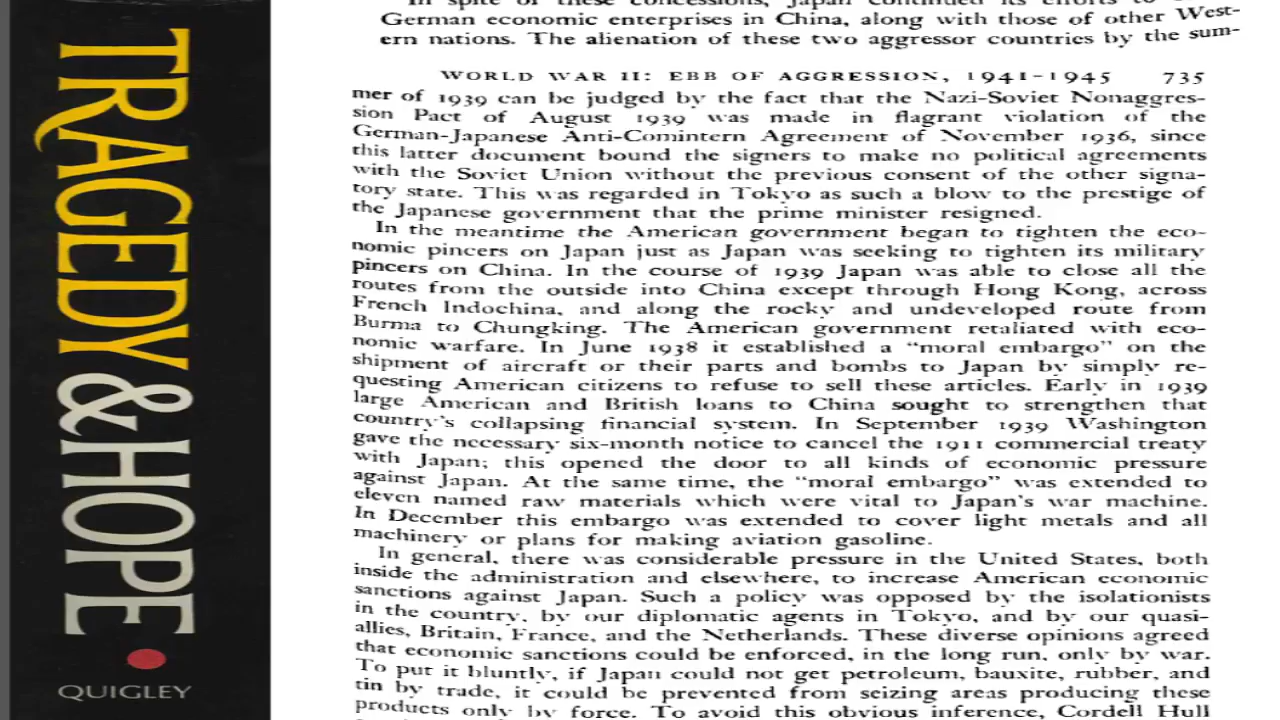 TRAGEDY & HOPE
QUIGLEY
In spite of these concessions, Japan continued its efforts to
German economic enterprises in China, along with those of other West-
ern nations. The alienation of these two aggressor countries by the sum-
WORLD WAR II: EBB OF AGGRESSION, 1941-1945 735
mer of 1939 can be judged by the fact that the Nazi-Soviet Nonaggres-
sion Pact of August 1939 was made in flagrant violation of the
German-Japanese Anti-Comintern Agreement of November 1936, since
this latter document bound the signers to make no political agreements
with the Soviet Union without the previous consent of the other signa-
tory state. This was regarded in Tokyo as such a blow to the prestige of
the Japanese government that the prime minister resigned.
In the meantime the American government began to tighten the eco-
nomic pincers on Japan just as Japan was seeking to tighten its military
pincers on China. In the course of 1939 Japan was able to close all the
routes from the outside into China except through Hong Kong, across
French Indochina, and along the rocky and undeveloped route from
Burma to Chungking. The American government retaliated with eco-
nomic warfare. In June 1938 it established a "moral embargo" on the
shipment of aircraft or their parts and bombs to Japan by simply re-
questing American citizens to refuse to sell these articles. Early in 1939
large American and British loans to China sought to strengthen that
country's collapsing financial system. In September 1939 Washington
gave the necessary six-month notice to cancel the 1911 commercial treaty
with Japan; this opened the door to all kinds of economic pressure
against Japan. At the same time, the "moral embargo" was extended to
eleven named raw materials which were vital to Japan's war machine.
In December this embargo was extended to cover light metals and all
machinery or plans for making aviation gasoline.
In general, there was considerable pressure in the United States, both
inside the administration and elsewhere, to increase American economic
sanctions against Japan. Such a policy was opposed by the isolationists
in the country, by our diplomatic agents in Tokyo, and by our quasi-
allies, Britain, France, and the Netherlands. These diverse opinions agreed
that economic sanctions could be enforced, in the long run, only by war.
To put it bluntly, if Japan could not get petroleum, bauxite, rubber, and
tin by trade, it could be prevented from seizing areas producing these
products only by force. To avoid this obvious inference, Cordell Hull